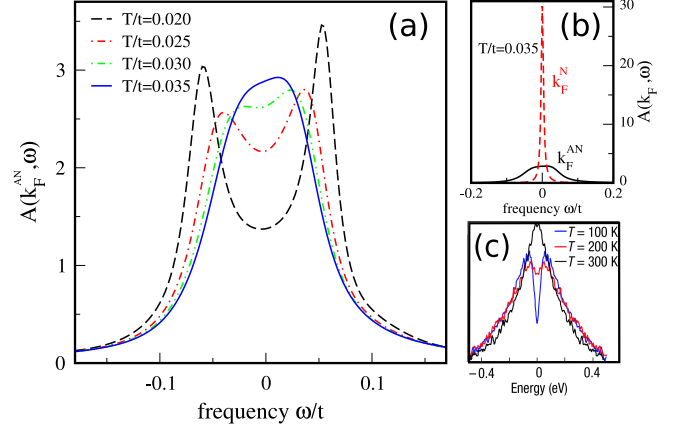 (a)
T/t=0.020
T/t=0.025
T/t=0.030
T/t=0.035
A(k_F^AN,ω)
3
2
1
0
-0.1 0 0.1
frequency ω/t
(b)
T/t=0.035
k_F^N
k_F^AN
A(k_F,ω)
30
20
10
0
-0.2 0 0.2
frequency ω/t
(c)
T = 100 K
T = 200 K
T = 300 K
−0.4 0 0.4
Energy (eV)